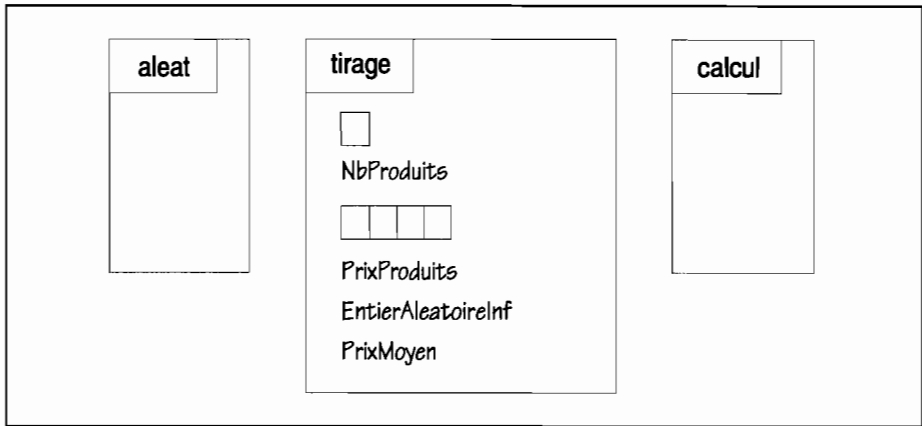 aleat
tirage
calcul
NbProduits
PrixProduits
EntierAleatoireInf
PrixMoyen